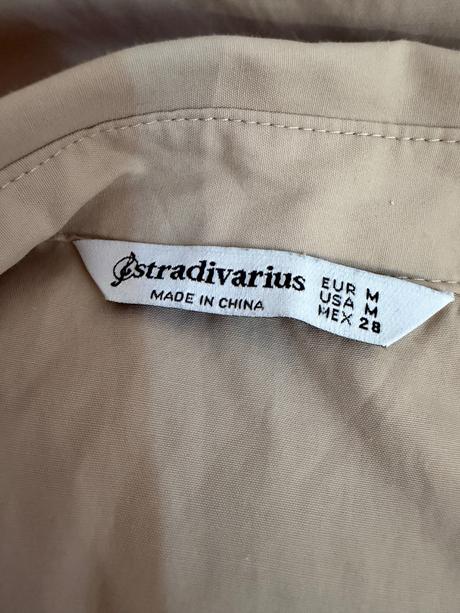 stradivarius
MADE IN CHINA
EUR M
USA M
MEX 28